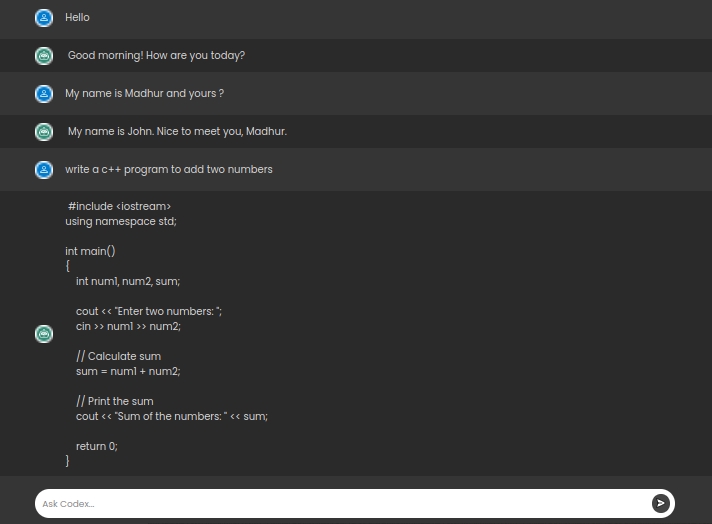 Hello
Good morning! How are you today?
My name is Madhur and yours ?
My name is John. Nice to meet you, Madhur.
write a c++ program to add two numbers
#include <iostream>
using namespace std;
int main()
{
int num1, num2, sum;
cout << "Enter two numbers: ";
cin >> num1 >> num2;
// Calculate sum
sum = num1 + num2;
// Print the sum
cout << "Sum of the numbers: " << sum;
return 0;
}
Ask Codex...